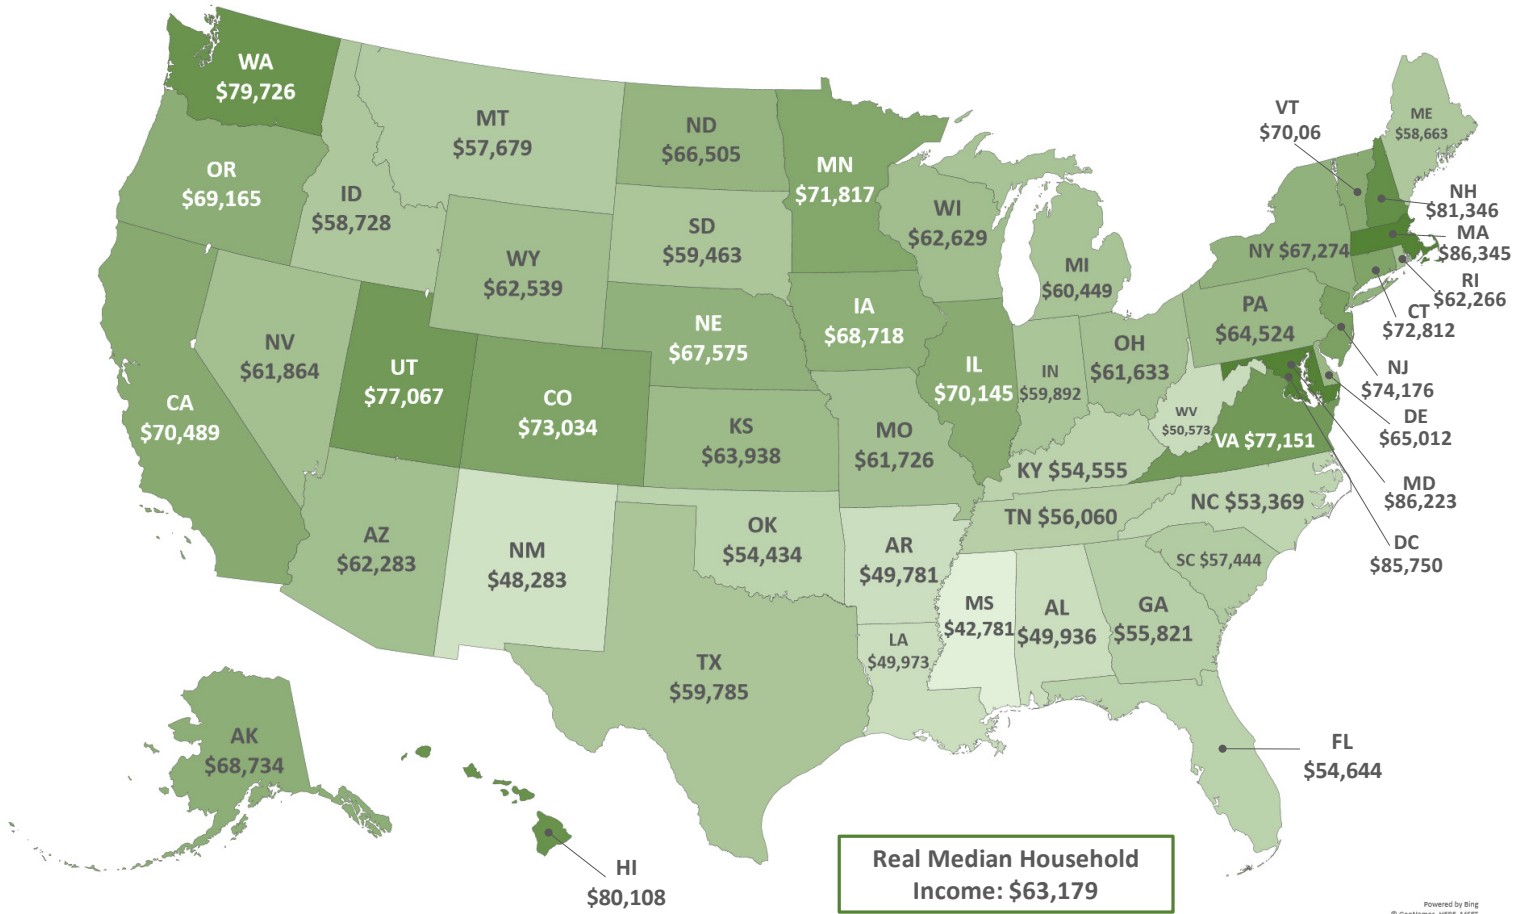 WA
$79,726
OR
$69,165
CA
$70,489
ID
$58,728
NV
$61,864
MT
$57,679
WY
$62,539
UT
$77,067
CO
$73,034
AZ
$62,283
NM
$48,283
ND
$66,505
SD
$59,463
NE
$67,575
KS
$63,938
OK
$54,434
TX
$59,785
MN
$71,817
IA
$68,718
MO
$61,726
AR
$49,781
LA
$49,973
WI
$62,629
IL
$70,145
MI
$60,449
IN
$59,892
OH
$61,633
KY $54,555
TN $56,060
MS
$42,781
AL
$49,936
GA
$55,821
FL
$54,644
SC $57,444
NC $53,369
VA $77,151
WV
$50,573
PA
$64,524
NY $67,274
VT
$70,06
ME
$58,663
NH
$81,346
MA
$86,345
RI
$62,266
CT
$72,812
NJ
$74,176
DE
$65,012
MD
$86,223
DC
$85,750
AK
$68,734
HI
$80,108
Real Median Household
Income: $63,179
Powered by Bing
© GeoNames, HERE, MSFT